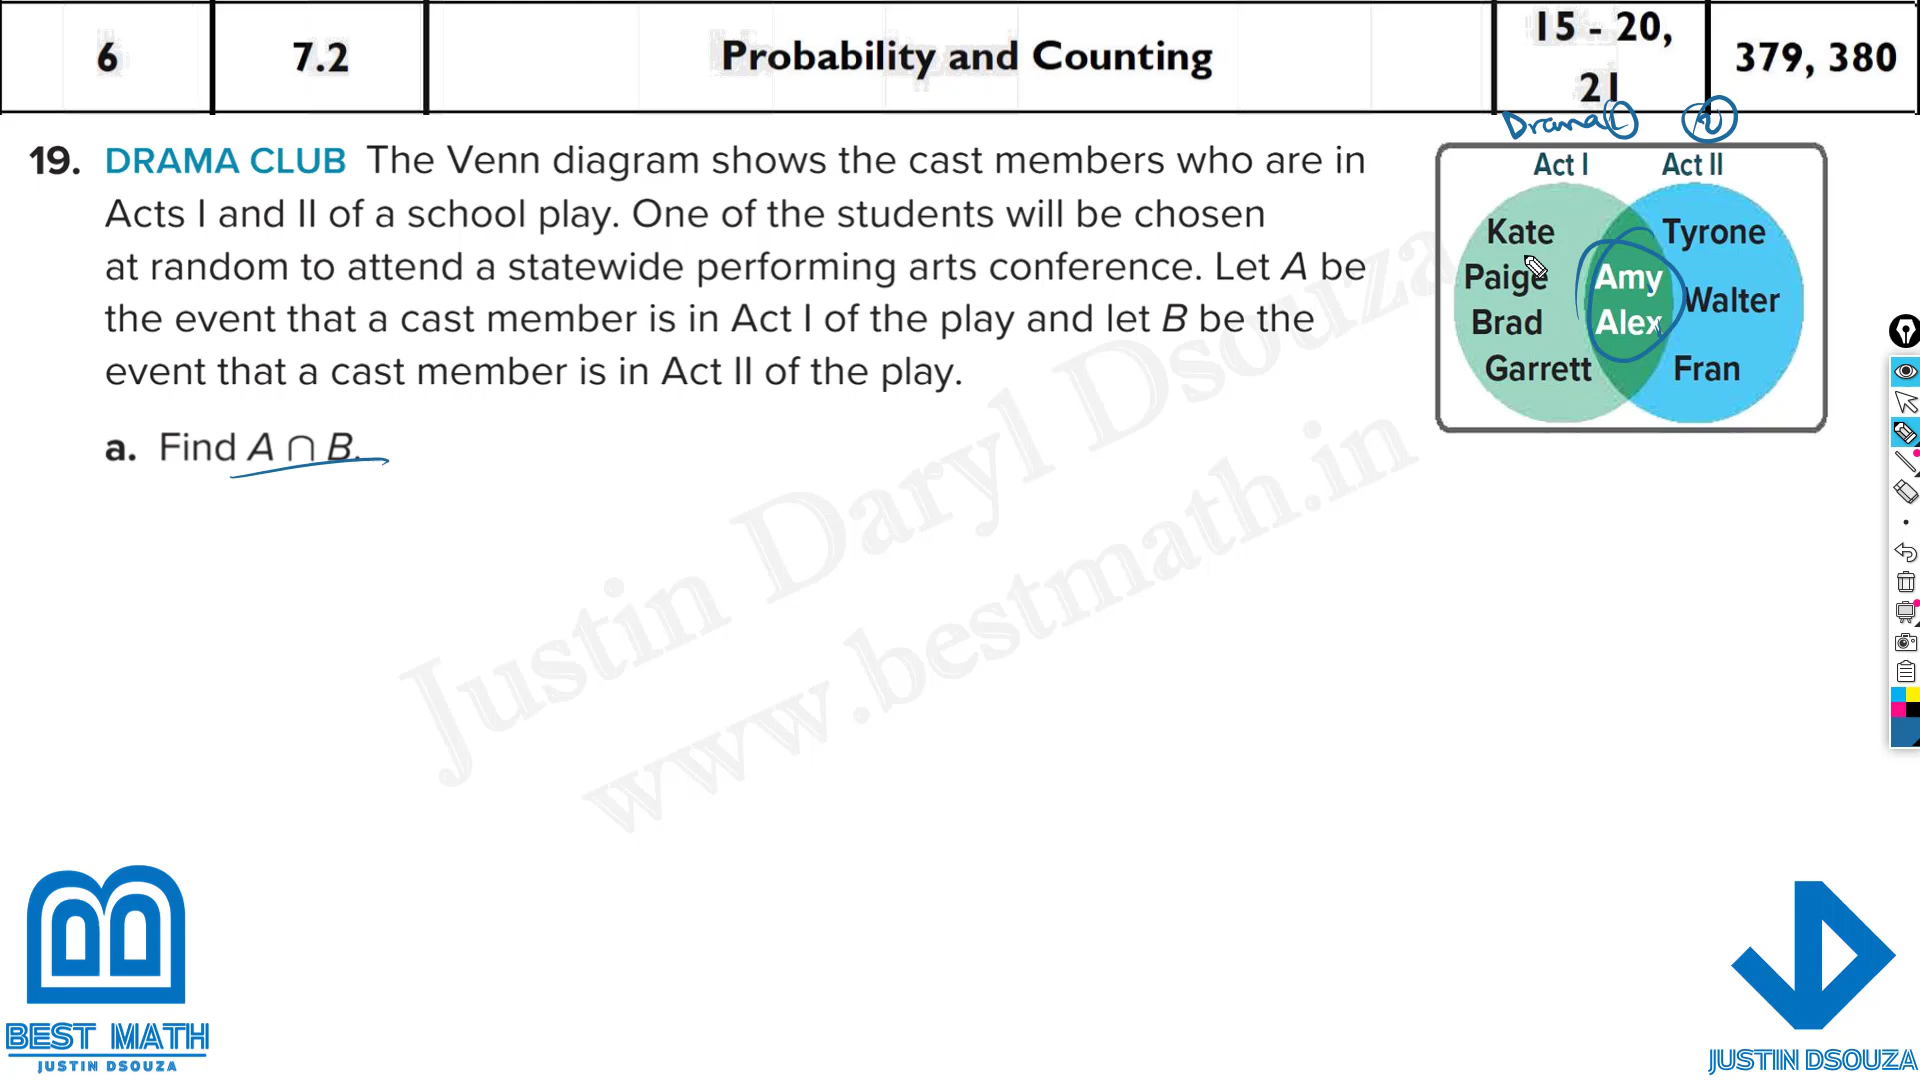 6 7.2 Probability and Counting 15 - 20, 379, 380
21
Drama 1
19. DRAMA CLUB The Venn diagram shows the cast members who are in
Acts I and II of a school play. One of the students will be chosen
at random to attend a statewide performing arts conference. Let A be
the event that a cast member is in Act I of the play and let B be the
event that a cast member is in Act II of the play.
a. Find A ∩ B.
Act I Act II
Kate Tyrone
Paige Amy
Walter
Brad Alex
Garrett Fran
Justin Daryl Dsouza
www.bestmath.in
BEST MATH
JUSTIN DSOUZA
JUSTIN DSOUZA